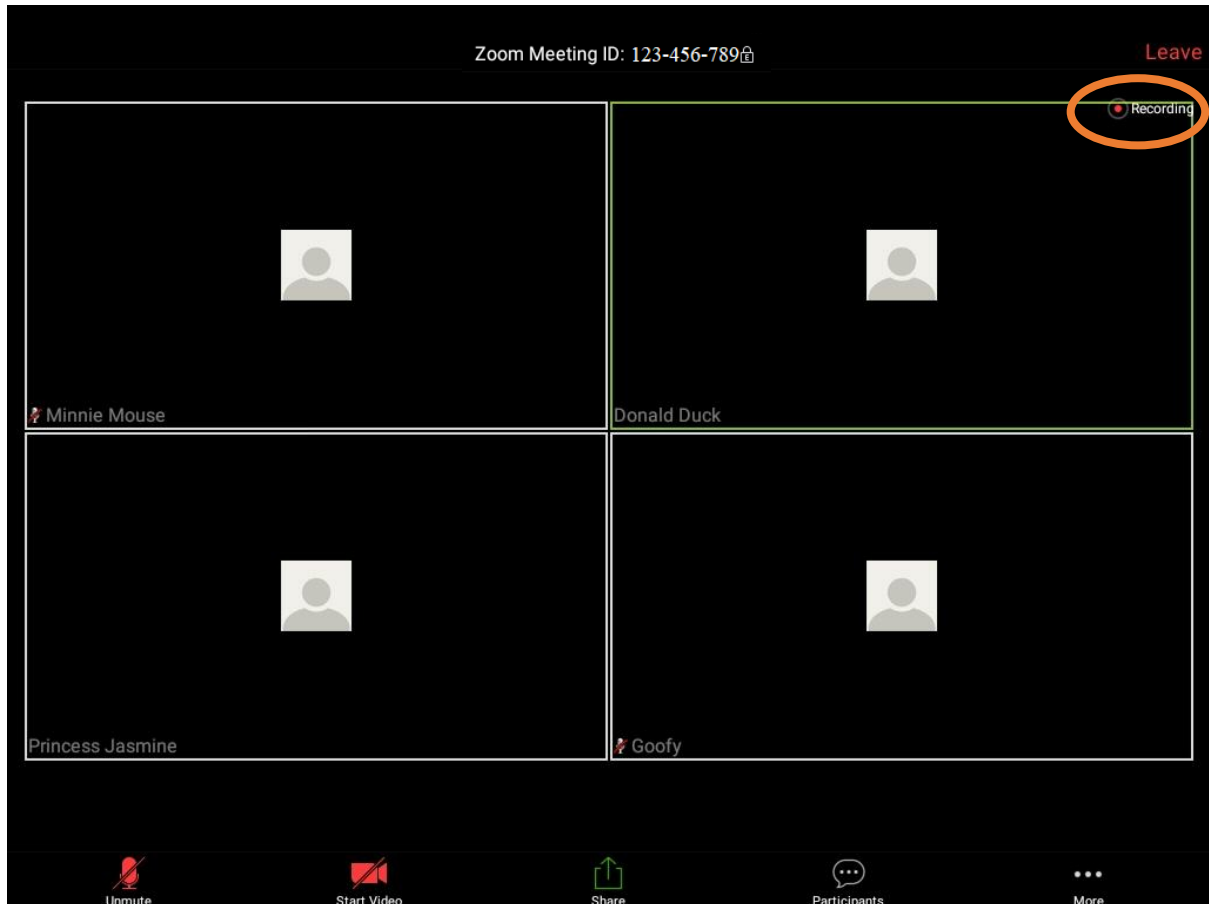 Zoom Meeting ID: 123-456-789
Leave
Recording
Minnie Mouse
Donald Duck
Princess Jasmine
Goofy
Unmute
Start Video
Share
Participants
More